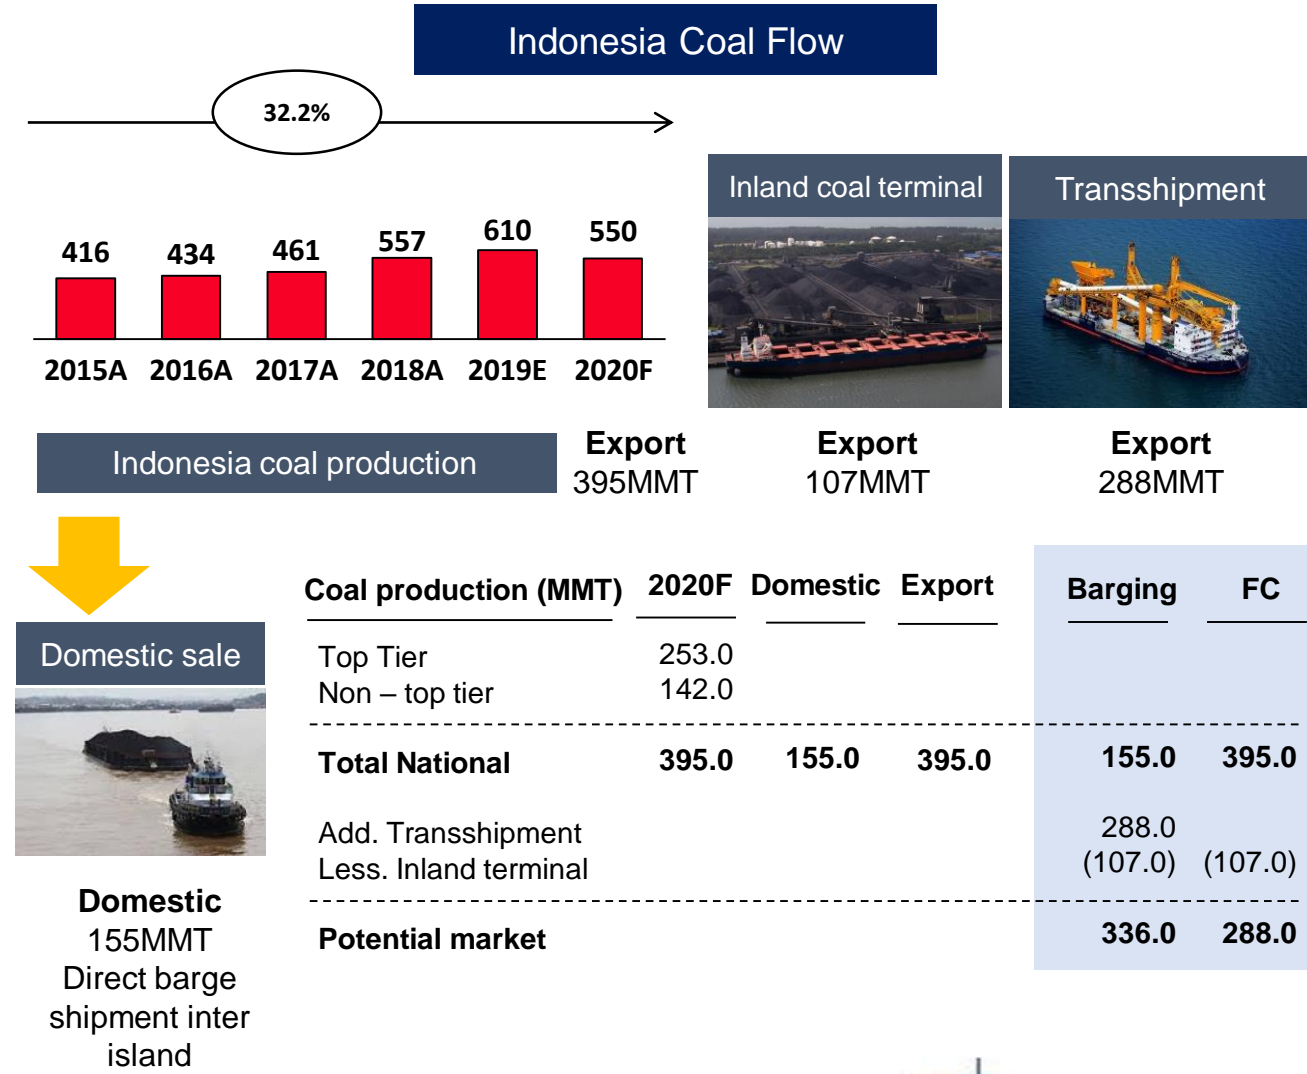 Indonesia Coal Flow
32.2%
416 434 461 557 610 550
2015A 2016A 2017A 2018A 2019E 2020F
Indonesia coal production
Export
395MMT
Inland coal terminal
Export
107MMT
Transshipment
Export
288MMT
Domestic sale
Domestic
155MMT
Direct barge
shipment inter
island
Coal production (MMT) 2020F Domestic Export Barging FC
Top Tier 253.0
Non – top tier 142.0
Total National 395.0 155.0 395.0 155.0 395.0
Add. Transshipment 288.0
Less. Inland terminal (107.0) (107.0)
Potential market 336.0 288.0